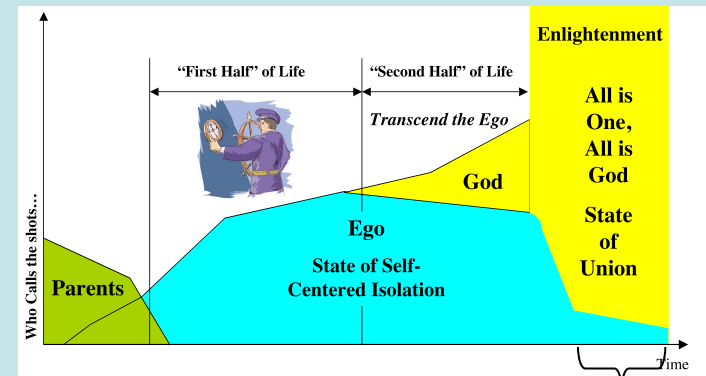 Enlightenment
“First Half” of Life
“Second Half” of Life
Transcend the Ego
All is
One,
All is
God
State
of
Union
God
Ego
State of Self-
Centered Isolation
Parents
Who Calls the shots…
Time